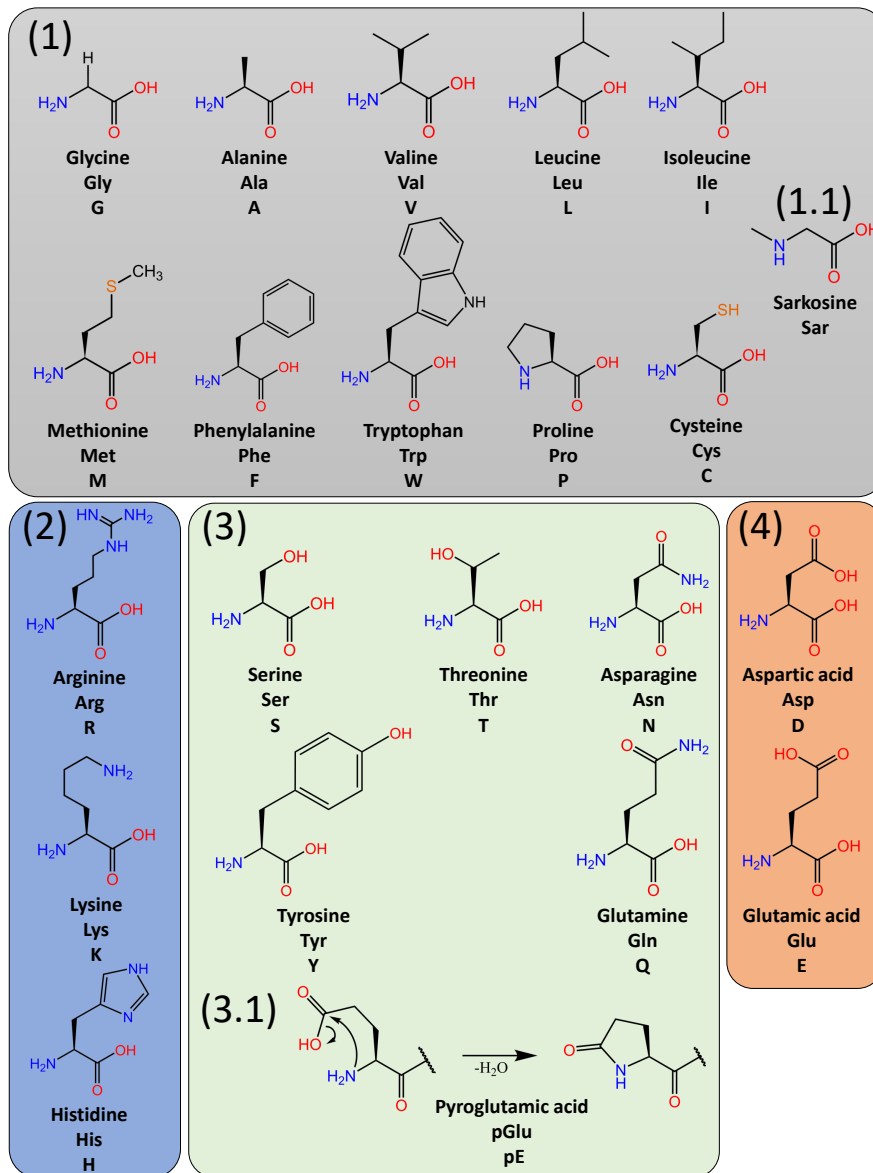 (1)
H
H₂N
OH
O
Glycine
Gly
G
H₂N
OH
O
Alanine
Ala
A
H₂N
OH
O
Valine
Val
V
H₂N
OH
O
Leucine
Leu
L
H₂N
OH
O
Isoleucine
Ile
I
(1.1)
N
H
OH
O
Sarkosine
Sar
S
CH₃
H₂N
OH
O
Methionine
Met
M
H₂N
OH
O
Phenylalanine
Phe
F
NH
H₂N
OH
O
Tryptophan
Trp
W
N
H
OH
O
Proline
Pro
P
SH
H₂N
OH
O
Cysteine
Cys
C
(2)
HN
NH₂
NH
H₂N
OH
O
Arginine
Arg
R
NH₂
H₂N
OH
O
Lysine
Lys
K
NH
N
H₂N
OH
O
Histidine
His
H
(3)
OH
H₂N
OH
O
Serine
Ser
S
HO
H₂N
OH
O
Threonine
Thr
T
O
NH₂
H₂N
OH
O
Asparagine
Asn
N
OH
H₂N
OH
O
Tyrosine
Tyr
Y
O
NH₂
H₂N
OH
O
Glutamine
Gln
Q
(3.1)
O
HO
H₂N
O
-H₂O
O
N
H
O
Pyroglutamic acid
pGlu
pE
(4)
O
OH
H₂N
OH
O
Aspartic acid
Asp
D
HO
O
H₂N
OH
O
Glutamic acid
Glu
E